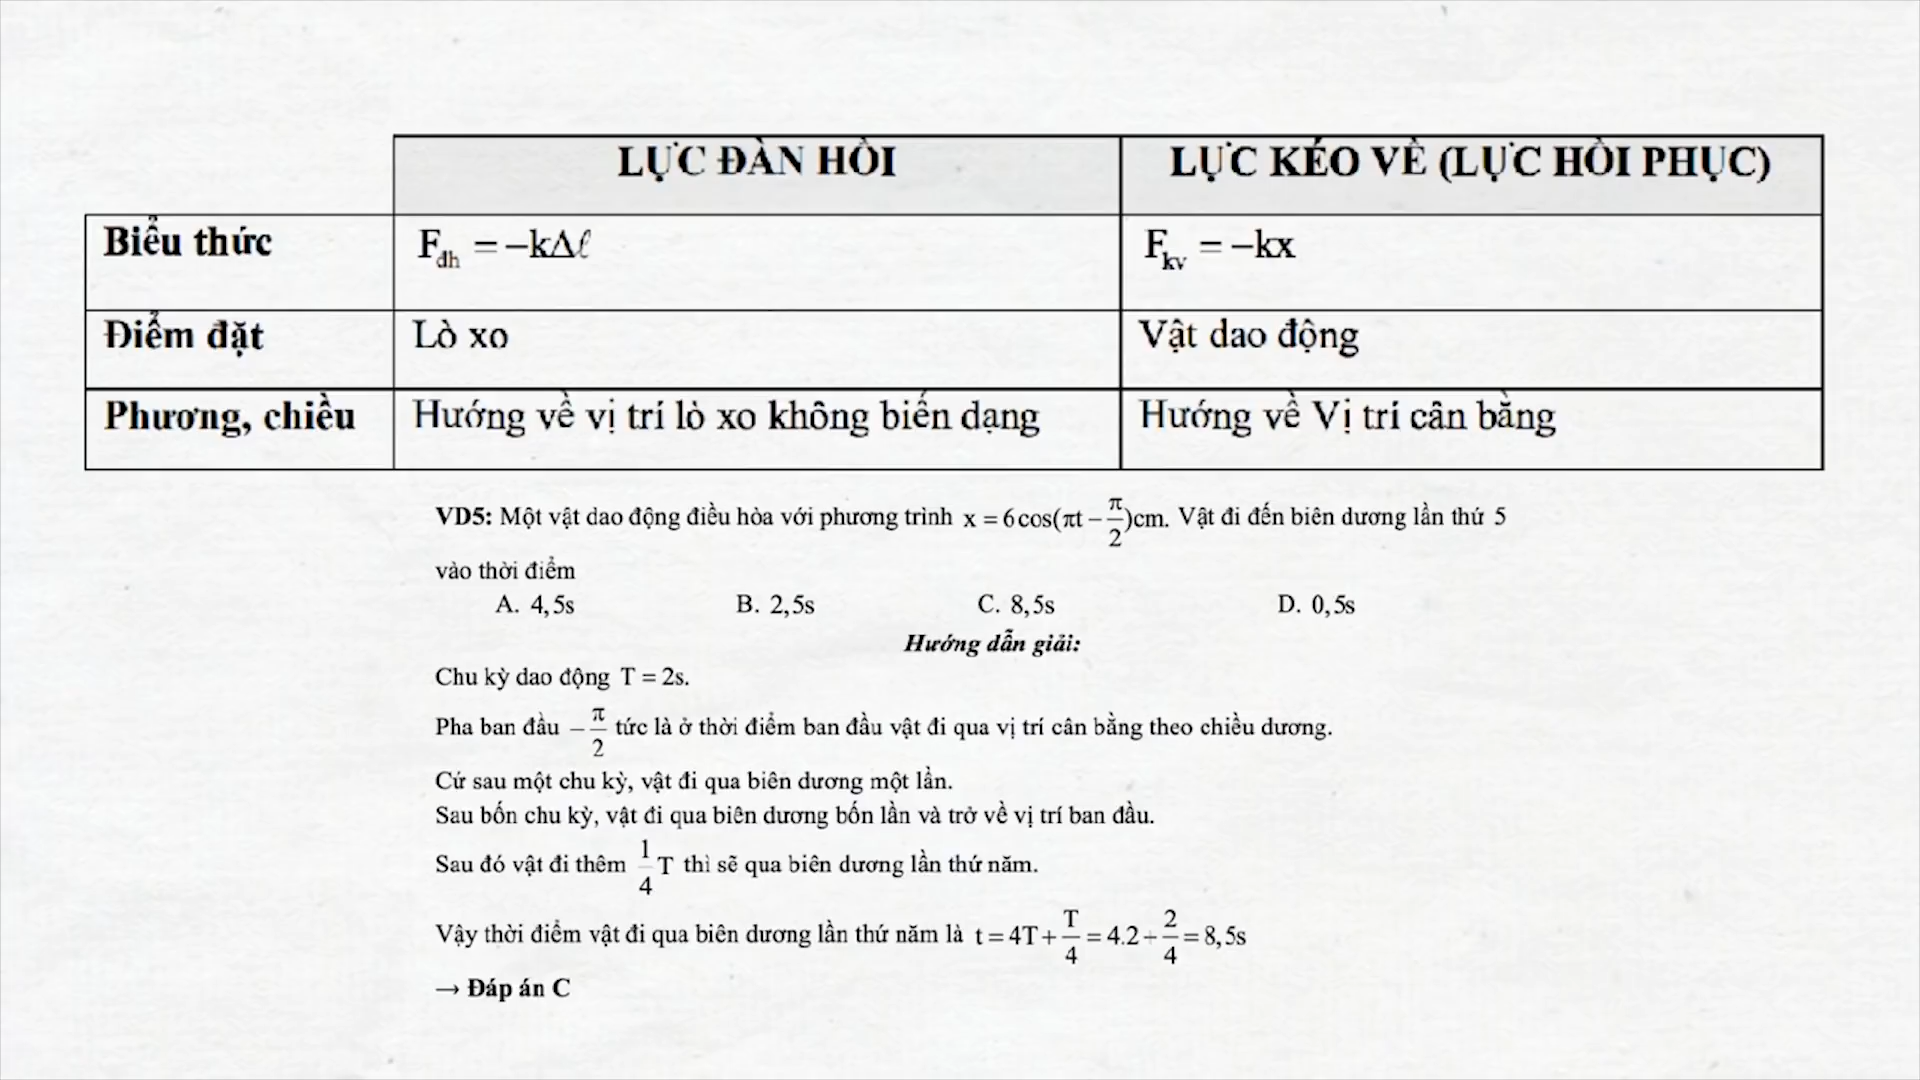 LỰC ĐÀN HỒI LỰC KÉO VỀ (LỰC HỒI PHỤC)
Biểu thức F_đh = –kΔℓ F_kv = –kx
Điểm đặt Lò xo Vật dao động
Phương, chiều Hướng về vị trí lò xo không biến dạng Hướng về Vị trí cân bằng
VD5: Một vật dao động điều hòa với phương trình x = 6cos(πt – π/2)cm. Vật đi đến biên dương lần thứ 5
vào thời điểm
A. 4,5s B. 2,5s C. 8,5s D. 0,5s
Hướng dẫn giải:
Chu kỳ dao động T = 2s.
Pha ban đầu –π/2 tức là ở thời điểm ban đầu vật đi qua vị trí cân bằng theo chiều dương.
Cứ sau một chu kỳ, vật đi qua biên dương một lần.
Sau bốn chu kỳ, vật đi qua biên dương bốn lần và trở về vị trí ban đầu.
Sau đó vật đi thêm 1/4 T thì sẽ qua biên dương lần thứ năm.
Vậy thời điểm vật đi qua biên dương lần thứ năm là t = 4T + T/4 = 4.2 + 2/4 = 8,5s
→ Đáp án C